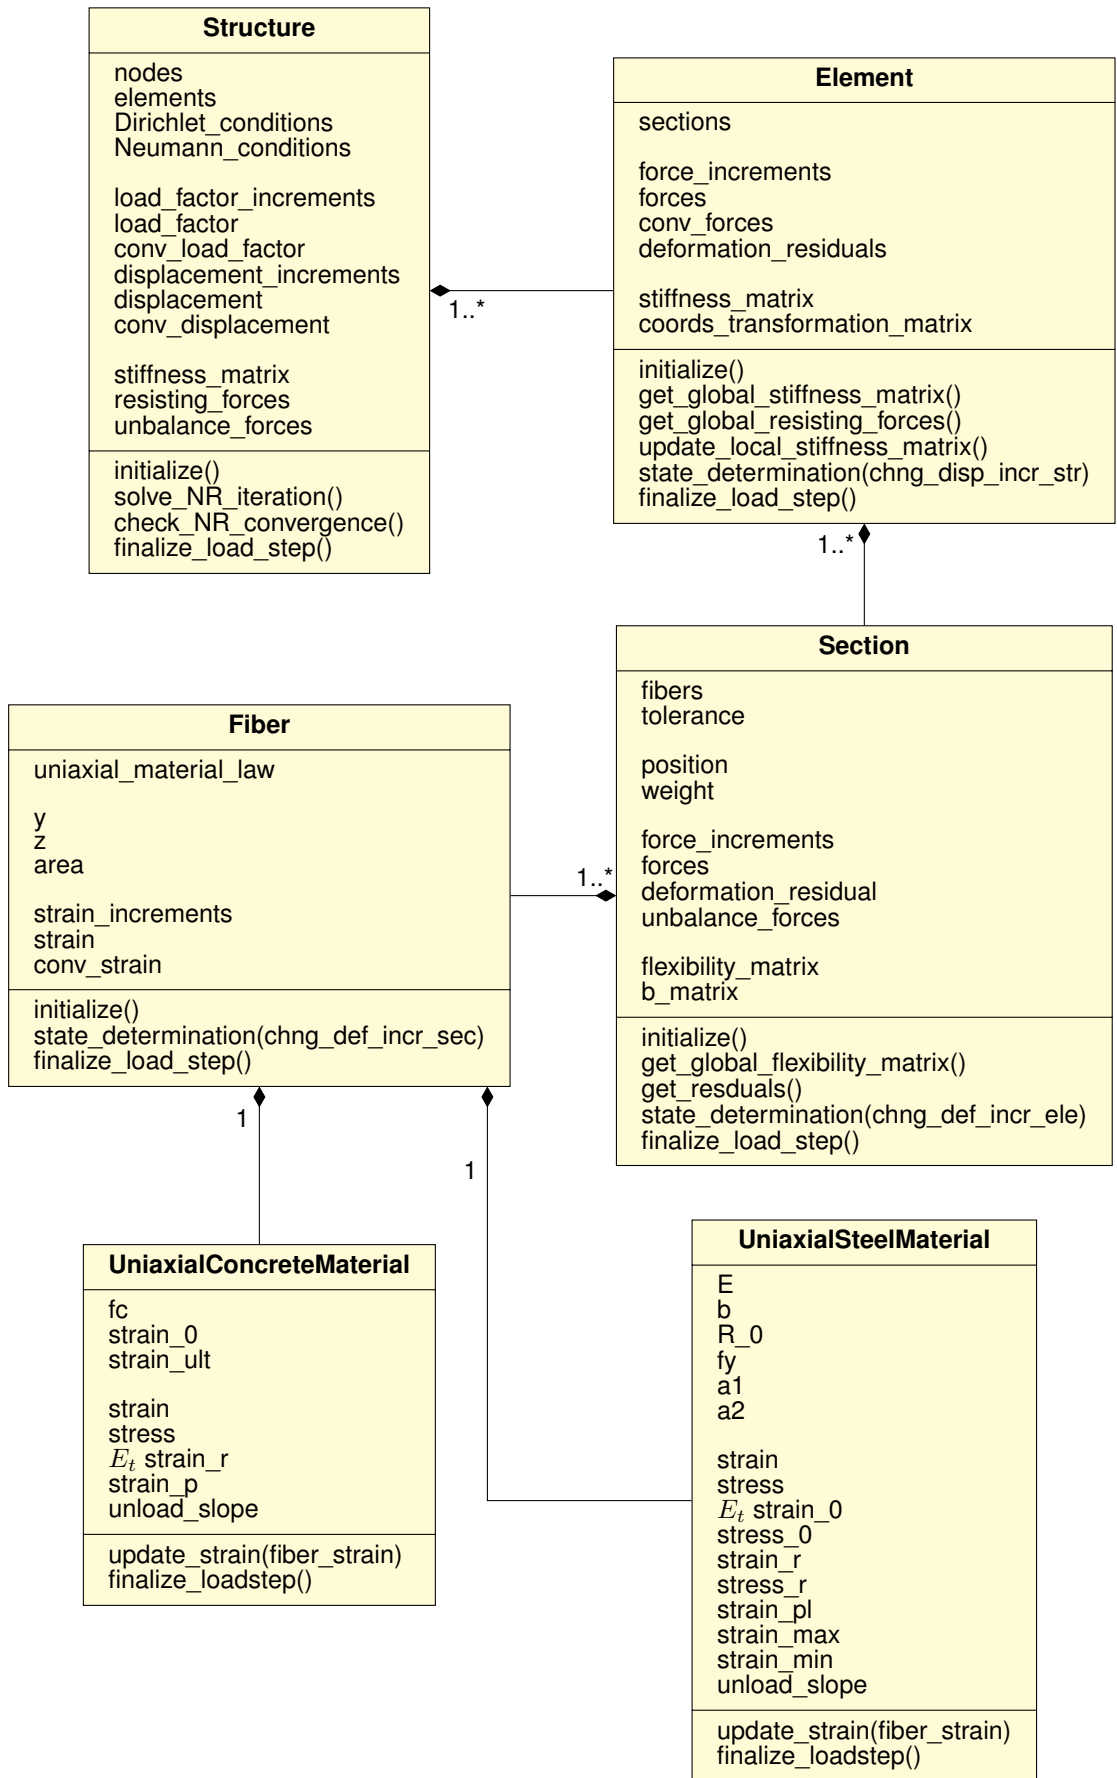 Structure
nodes
elements
Dirichlet_conditions
Neumann_conditions
load_factor_increments
load_factor
conv_load_factor
displacement_increments
displacement
conv_displacement
stiffness_matrix
resisting_forces
unbalance_forces
initialize()
solve_NR_iteration()
check_NR_convergence()
finalize_load_step()
1..*
Element
sections
force_increments
forces
conv_forces
deformation_residuals
stiffness_matrix
coords_transformation_matrix
initialize()
get_global_stiffness_matrix()
get_global_resisting_forces()
update_local_stiffness_matrix()
state_determination(chng_disp_incr_str)
finalize_load_step()
1..*
Section
fibers
tolerance
position
weight
force_increments
forces
deformation_residual
unbalance_forces
flexibility_matrix
b_matrix
initialize()
get_global_flexibility_matrix()
get_resduals()
state_determination(chng_def_incr_ele)
finalize_load_step()
1..*
Fiber
uniaxial_material_law
y
z
area
strain_increments
strain
conv_strain
initialize()
state_determination(chng_def_incr_sec)
finalize_load_step()
1
1
UniaxialConcreteMaterial
fc
strain_0
strain_ult
strain
stress
E_t strain_r
strain_p
unload_slope
update_strain(fiber_strain)
finalize_loadstep()
UniaxialSteelMaterial
E
b
R_0
fy
a1
a2
strain
stress
E_t strain_0
stress_0
strain_r
stress_r
strain_pl
strain_max
strain_min
unload_slope
update_strain(fiber_strain)
finalize_loadstep()